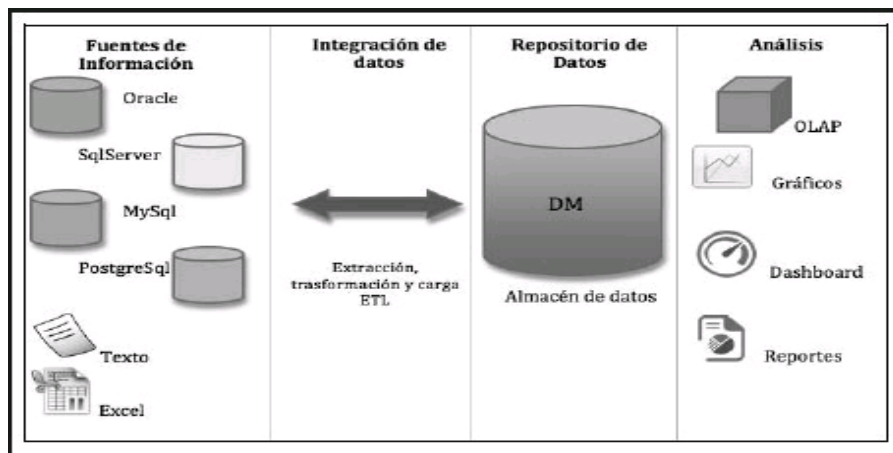 Fuentes de
Información
Oracle
SqlServer
MySql
PostgreSql
Texto
Excel
Integración de
datos
Extracción,
trasformación y carga
ETL
Repositorio de
Datos
DM
Almacén de datos
Análisis
OLAP
Gráficos
Dashboard
Reportes